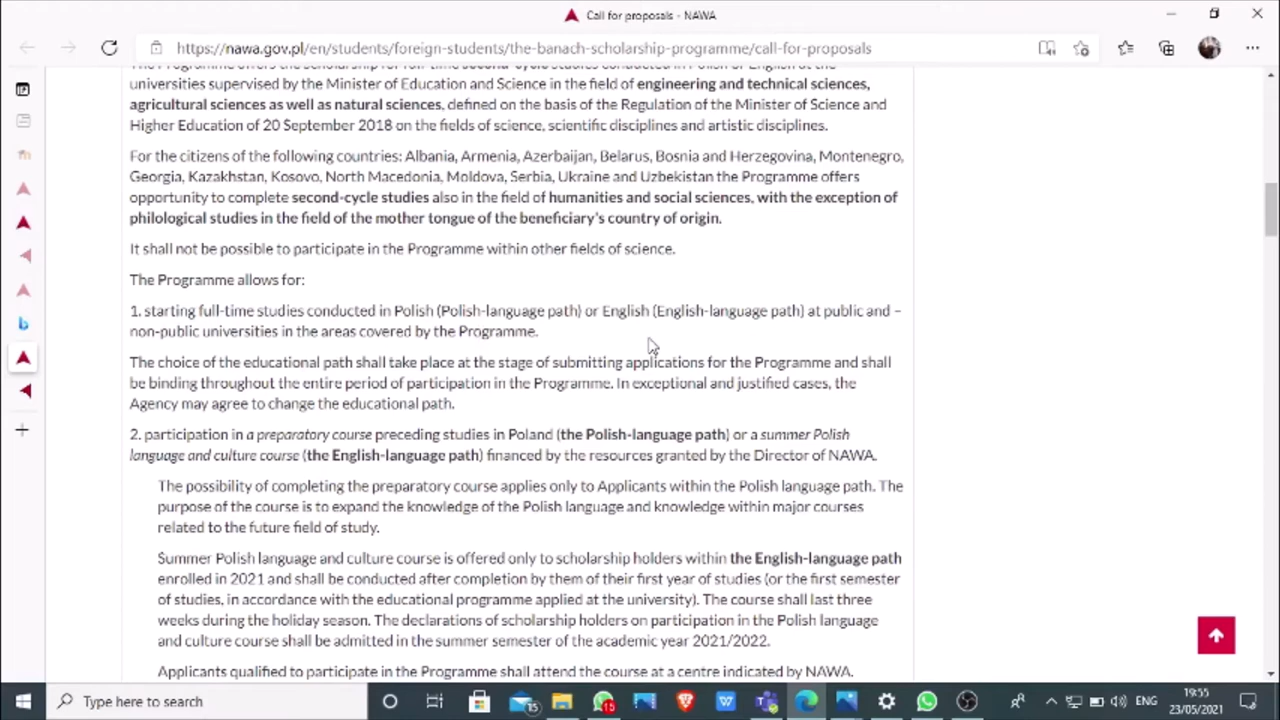 Call for proposals - NAWA
https://nawa.gov.pl/en/students/foreign-students/the-banach-scholarship-programme/call-for-proposals
The Programme offers the scholarship for full-time second-cycle studies conducted in Polish or English at the
universities supervised by the Minister of Education and Science in the field of engineering and technical sciences,
agricultural sciences as well as natural sciences, defined on the basis of the Regulation of the Minister of Science and
Higher Education of 20 September 2018 on the fields of science, scientific disciplines and artistic disciplines.
For the citizens of the following countries: Albania, Armenia, Azerbaijan, Belarus, Bosnia and Herzegovina, Montenegro,
Georgia, Kazakhstan, Kosovo, North Macedonia, Moldova, Serbia, Ukraine and Uzbekistan the Programme offers
opportunity to complete second-cycle studies also in the field of humanities and social sciences, with the exception of
philological studies in the field of the mother tongue of the beneficiary's country of origin.
It shall not be possible to participate in the Programme within other fields of science.
The Programme allows for:
1. starting full-time studies conducted in Polish (Polish-language path) or English (English-language path) at public and –
non-public universities in the areas covered by the Programme.
The choice of the educational path shall take place at the stage of submitting applications for the Programme and shall
be binding throughout the entire period of participation in the Programme. In exceptional and justified cases, the
Agency may agree to change the educational path.
2. participation in a preparatory course preceding studies in Poland (the Polish-language path) or a summer Polish
language and culture course (the English-language path) financed by the resources granted by the Director of NAWA.
The possibility of completing the preparatory course applies only to Applicants within the Polish language path. The
purpose of the course is to expand the knowledge of the Polish language and knowledge within major courses
related to the future field of study.
Summer Polish language and culture course is offered only to scholarship holders within the English-language path
enrolled in 2021 and shall be conducted after completion by them of their first year of studies (or the first semester
of studies, in accordance with the educational programme applied at the university). The course shall last three
weeks during the holiday season. The declarations of scholarship holders on participation in the Polish language
and culture course shall be admitted in the summer semester of the academic year 2021/2022.
Applicants qualified to participate in the Programme shall attend the course at a centre indicated by NAWA.
Type here to search
15
15
ENG
19:55
23/05/2021